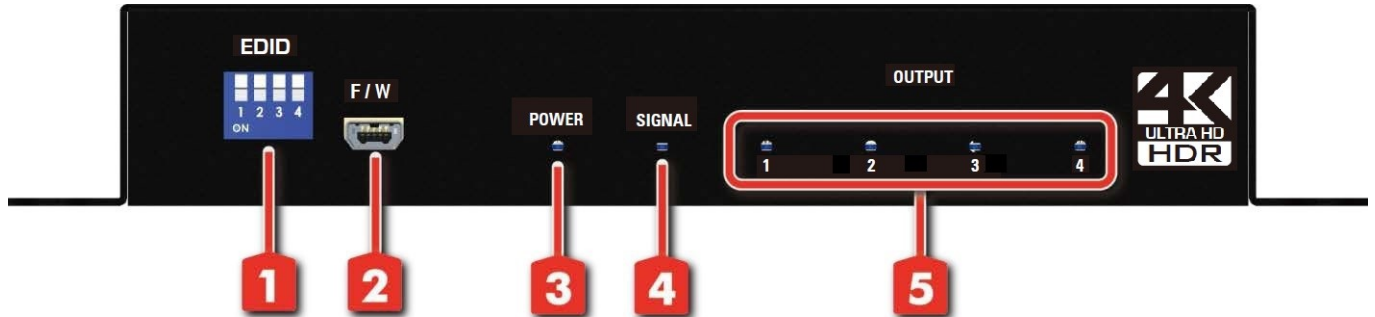 EDID
1 2 3 4
ON
F/W
POWER
SIGNAL
OUTPUT
1 2 3 4
4K
ULTRA HD
HDR
1 2 3 4 5